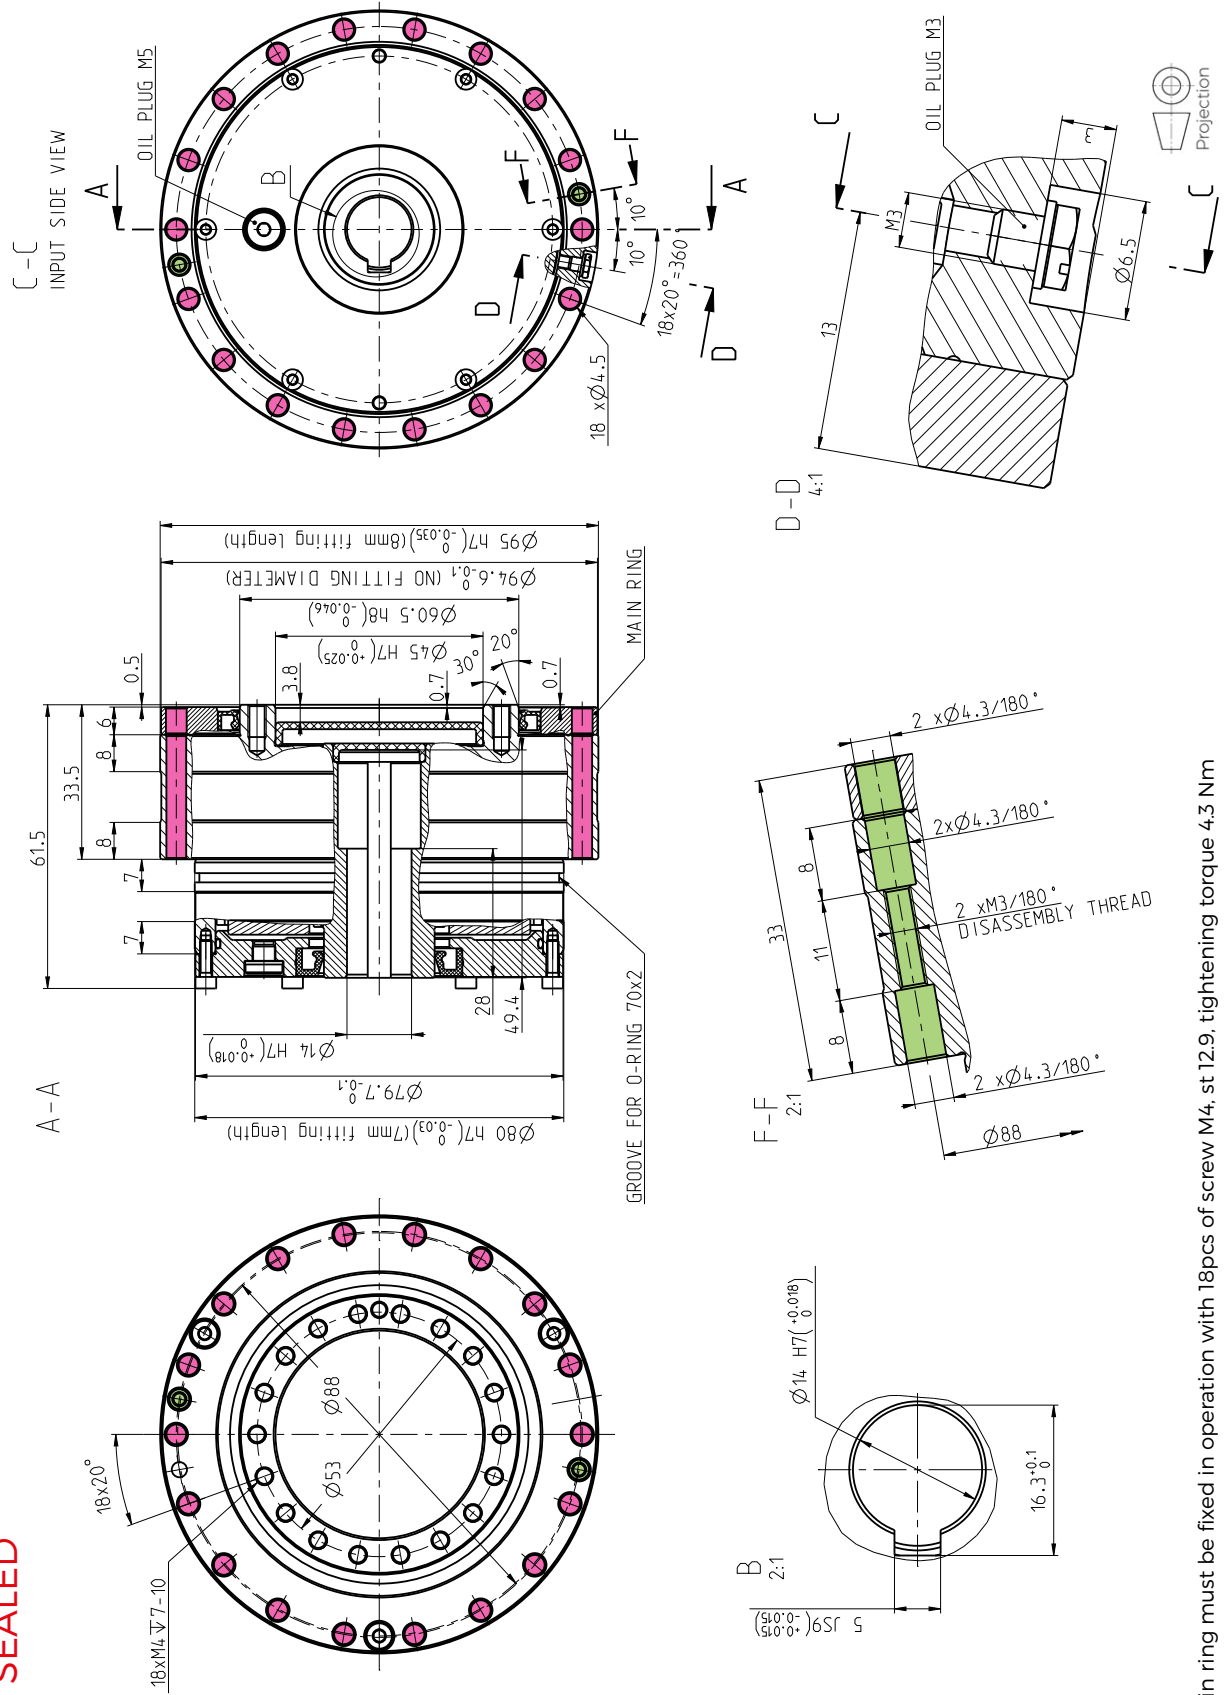 SEALED
18xM4 ↧ 7-10
18x20°
Ø53
Ø88
A-A
61.5
33.5
8
8
6
0.5
7
7
3.8
0.7
30°
20°
0.7
28
49.4
Ø14 H7(+0.018 0)
Ø79.7 0 -0.1
Ø80 h7(0 -0.03)(7mm fitting length)
Ø95 h7(0 -0.035)(8mm fitting length)
Ø94.6 0 -0.1 (NO FITTING DIAMETER)
Ø60.5 h8(0 -0.046)
Ø45 H7(+0.025 0)
MAIN RING
GROOVE FOR O-RING 70x2
C-C
INPUT SIDE VIEW
OIL PLUG M5
A
A
B
F
F
D
D
10°
10°
18x20°=360°
18 xØ4.5
B
2:1
Ø14 H7(+0.018 0)
5 JS9(+0.015 -0.015)
16.3 +0.1 0
F-F
2:1
33
8
11
8
2 xØ4.3/180°
2xØ4.3/180°
2 xM3/180°
DISASSEMBLY THREAD
2 xØ4.3/180°
Ø88
D-D
4:1
13
M3
OIL PLUG M3
3
Ø6.5
C
C
Projection
in ring must be fixed in operation with 18pcs of screw M4, st 12.9, tightening torque 4.3 Nm